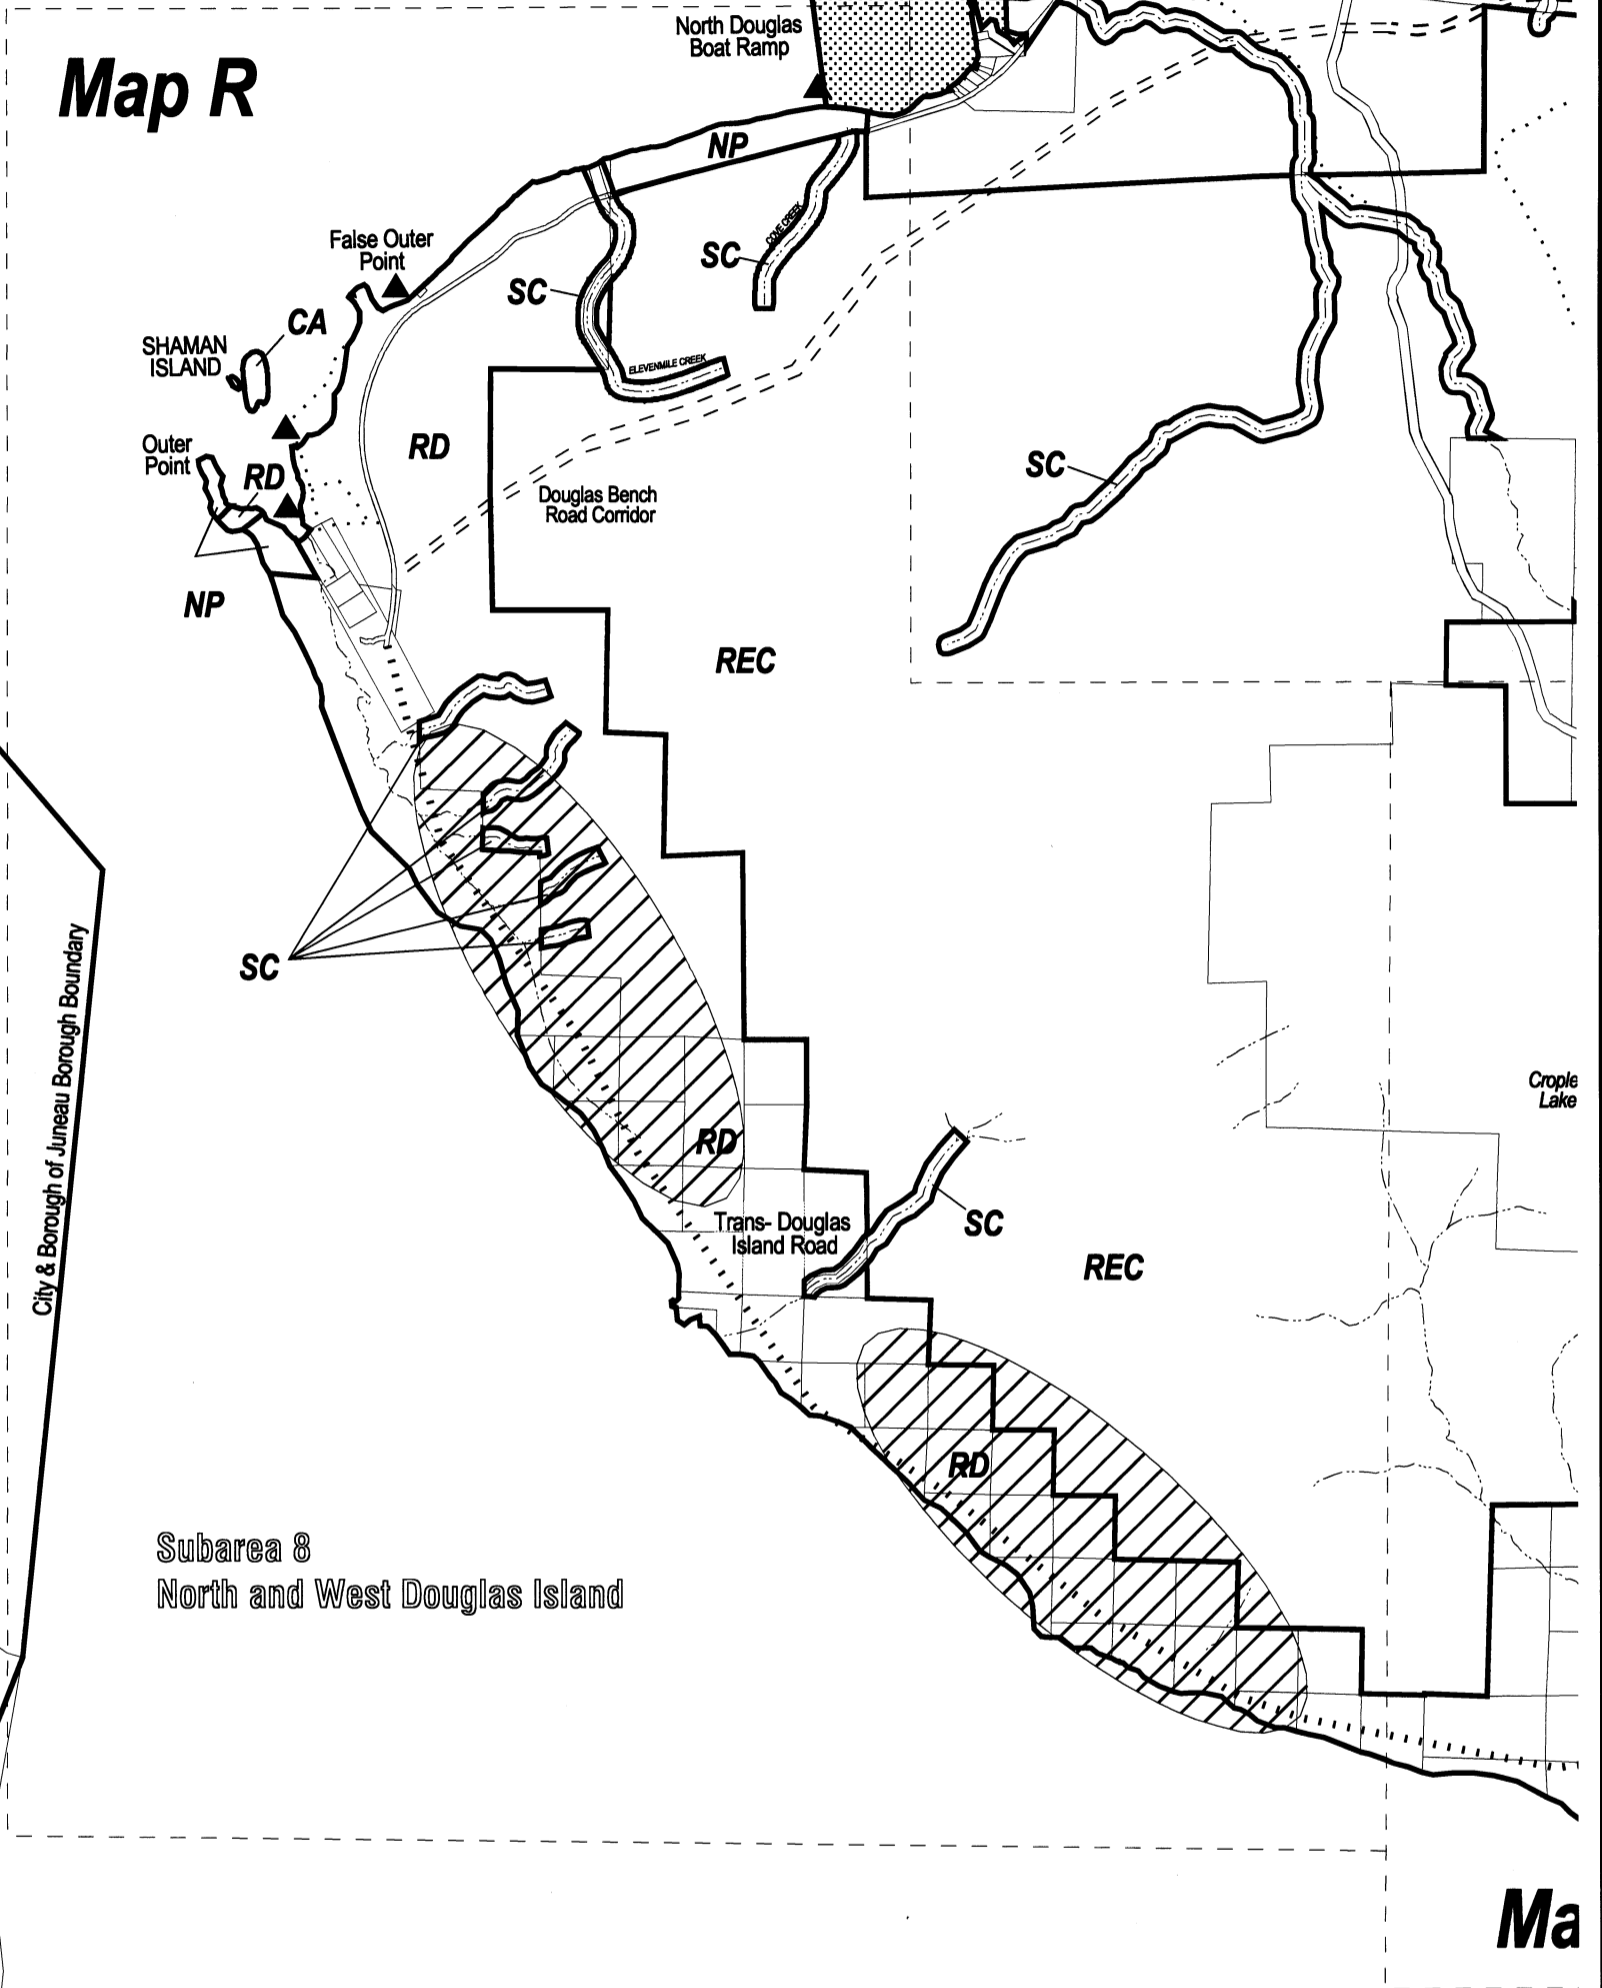 North Douglas
Boat Ramp
Map R
NP
False Outer
Point
COVE CREEK
SC
SC
CA
SHAMAN
ISLAND
ELEVENMILE CREEK
Outer
Point
RD
RD
SC
Douglas Bench
Road Corridor
NP
REC
SC
City & Borough of Juneau Borough Boundary
Crople
Lake
RD
Trans- Douglas
Island Road
SC
REC
RD
Subarea 8
North and West Douglas Island
Ma